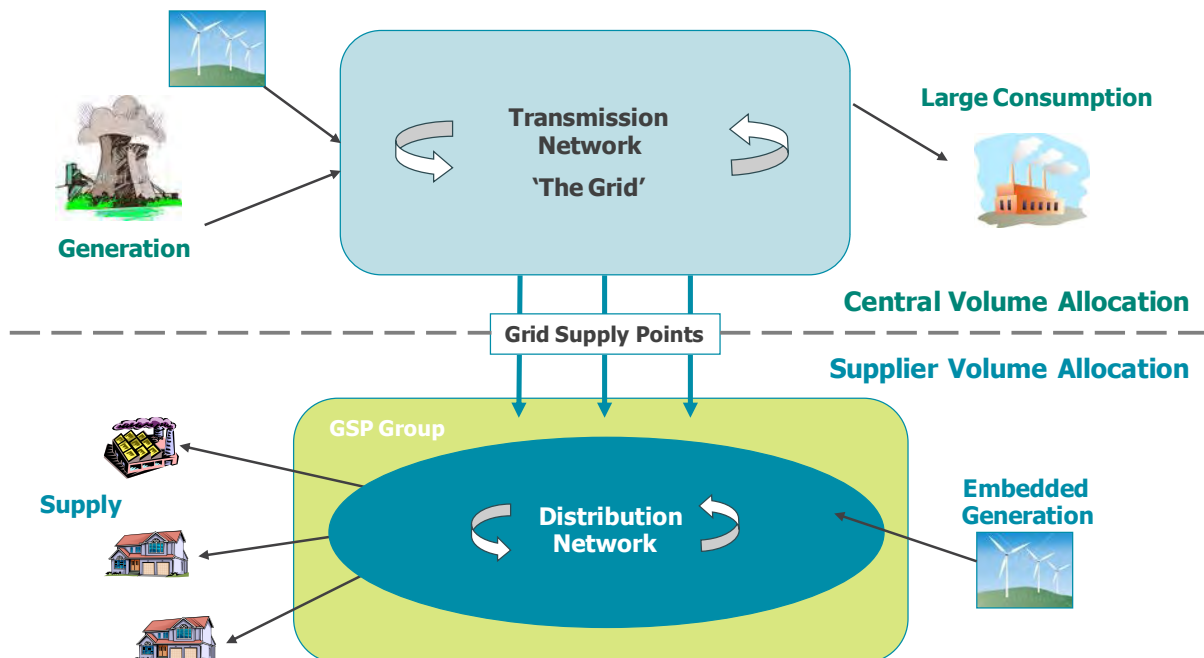 Transmission
Network
‘The Grid’
Large Consumption
Generation
Central Volume Allocation
Grid Supply Points
Supplier Volume Allocation
GSP Group
Supply
Distribution
Network
Embedded
Generation